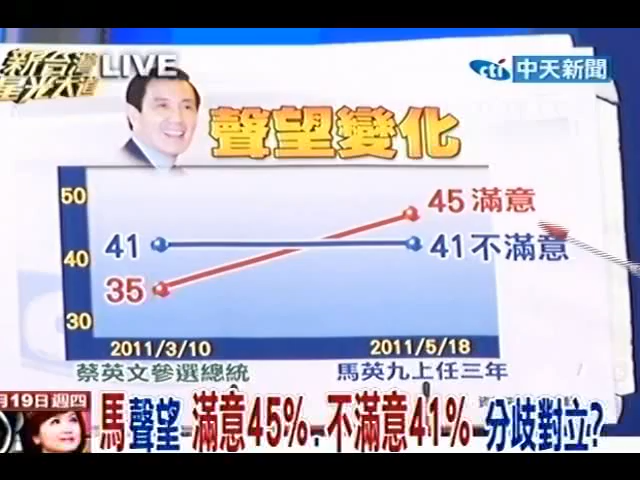 新台灣 LIVE
星光大道
cti 中天新聞
聲望變化
50
45 滿意
41
41 不滿意
40
35
30
2011/3/10 2011/5/18
蔡英文參選總統 馬英九上任三年
月19日週四
馬聲望 滿意45%.不滿意41% 分歧對立?